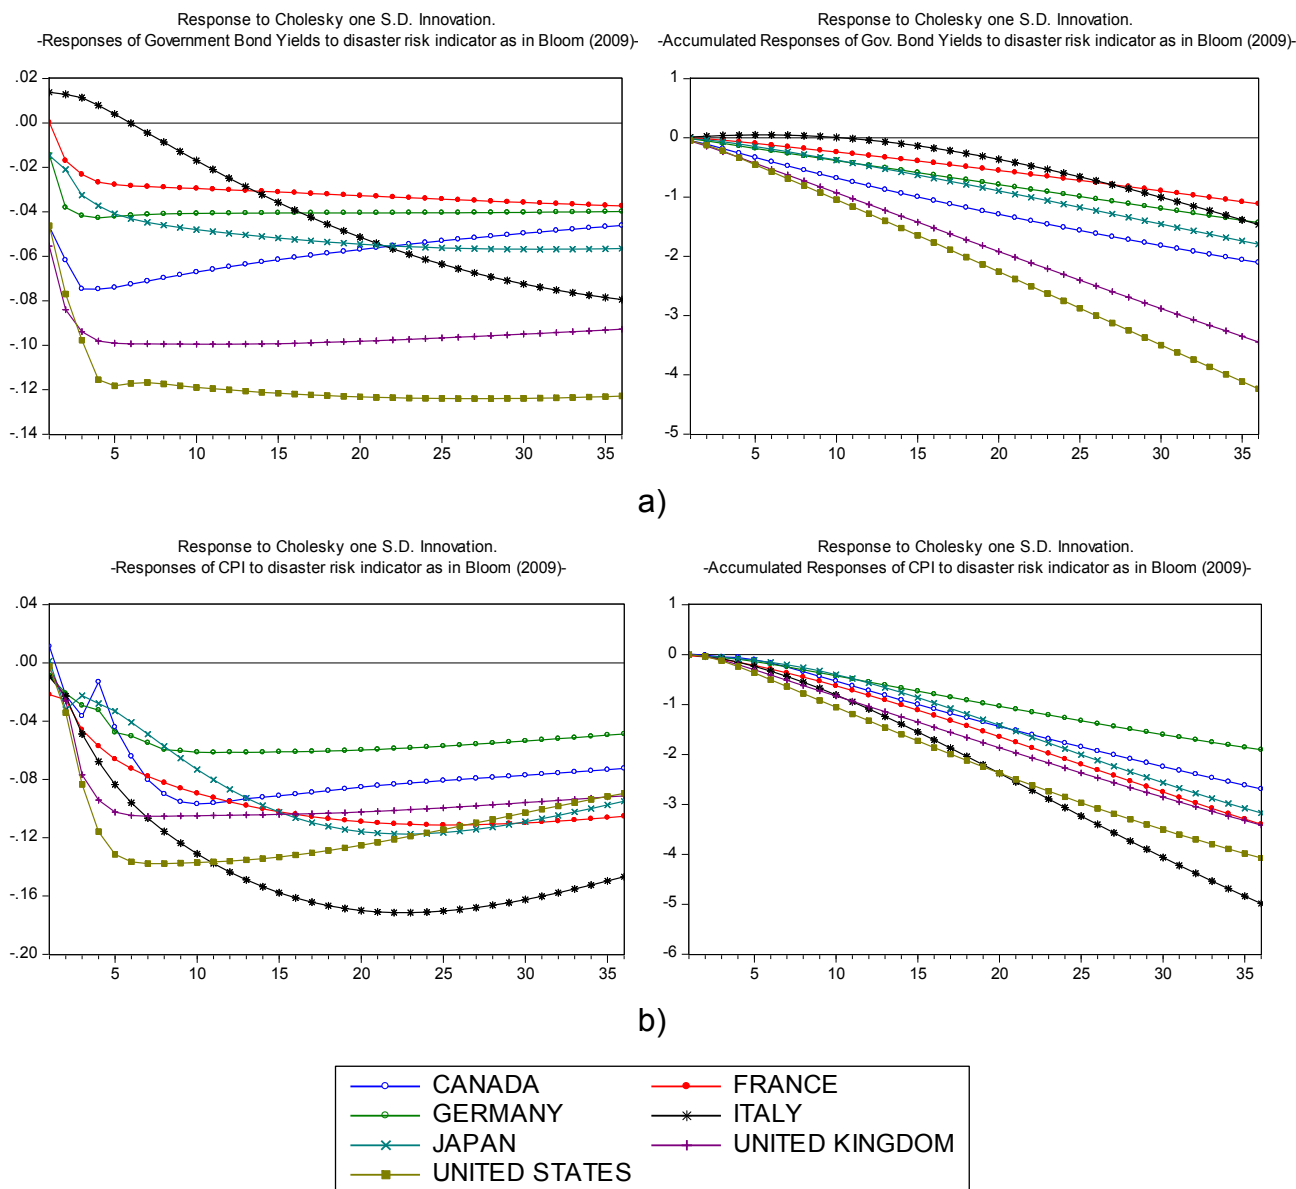 Response to Cholesky one S.D. Innovation.
-Responses of Government Bond Yields to disaster risk indicator as in Bloom (2009)-
.02
.00
-.02
-.04
-.06
-.08
-.10
-.12
-.14
5 10 15 20 25 30 35
Response to Cholesky one S.D. Innovation.
-Accumulated Responses of Gov. Bond Yields to disaster risk indicator as in Bloom (2009)-
1
0
-1
-2
-3
-4
-5
5 10 15 20 25 30 35
a)
Response to Cholesky one S.D. Innovation.
-Responses of CPI to disaster risk indicator as in Bloom (2009)-
.04
.00
-.04
-.08
-.12
-.16
-.20
5 10 15 20 25 30 35
Response to Cholesky one S.D. Innovation.
-Accumulated Responses of CPI to disaster risk indicator as in Bloom (2009)-
1
0
-1
-2
-3
-4
-5
-6
5 10 15 20 25 30 35
b)
CANADA FRANCE
GERMANY ITALY
JAPAN UNITED KINGDOM
UNITED STATES